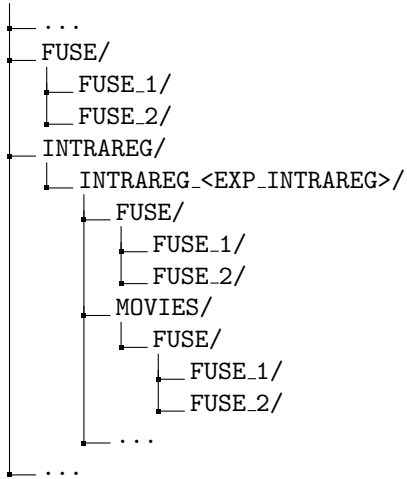 ...
FUSE/
FUSE_1/
FUSE_2/
INTRAREG/
INTRAREG_<EXP_INTRAREG>/
FUSE/
FUSE_1/
FUSE_2/
MOVIES/
FUSE/
FUSE_1/
FUSE_2/
...
...